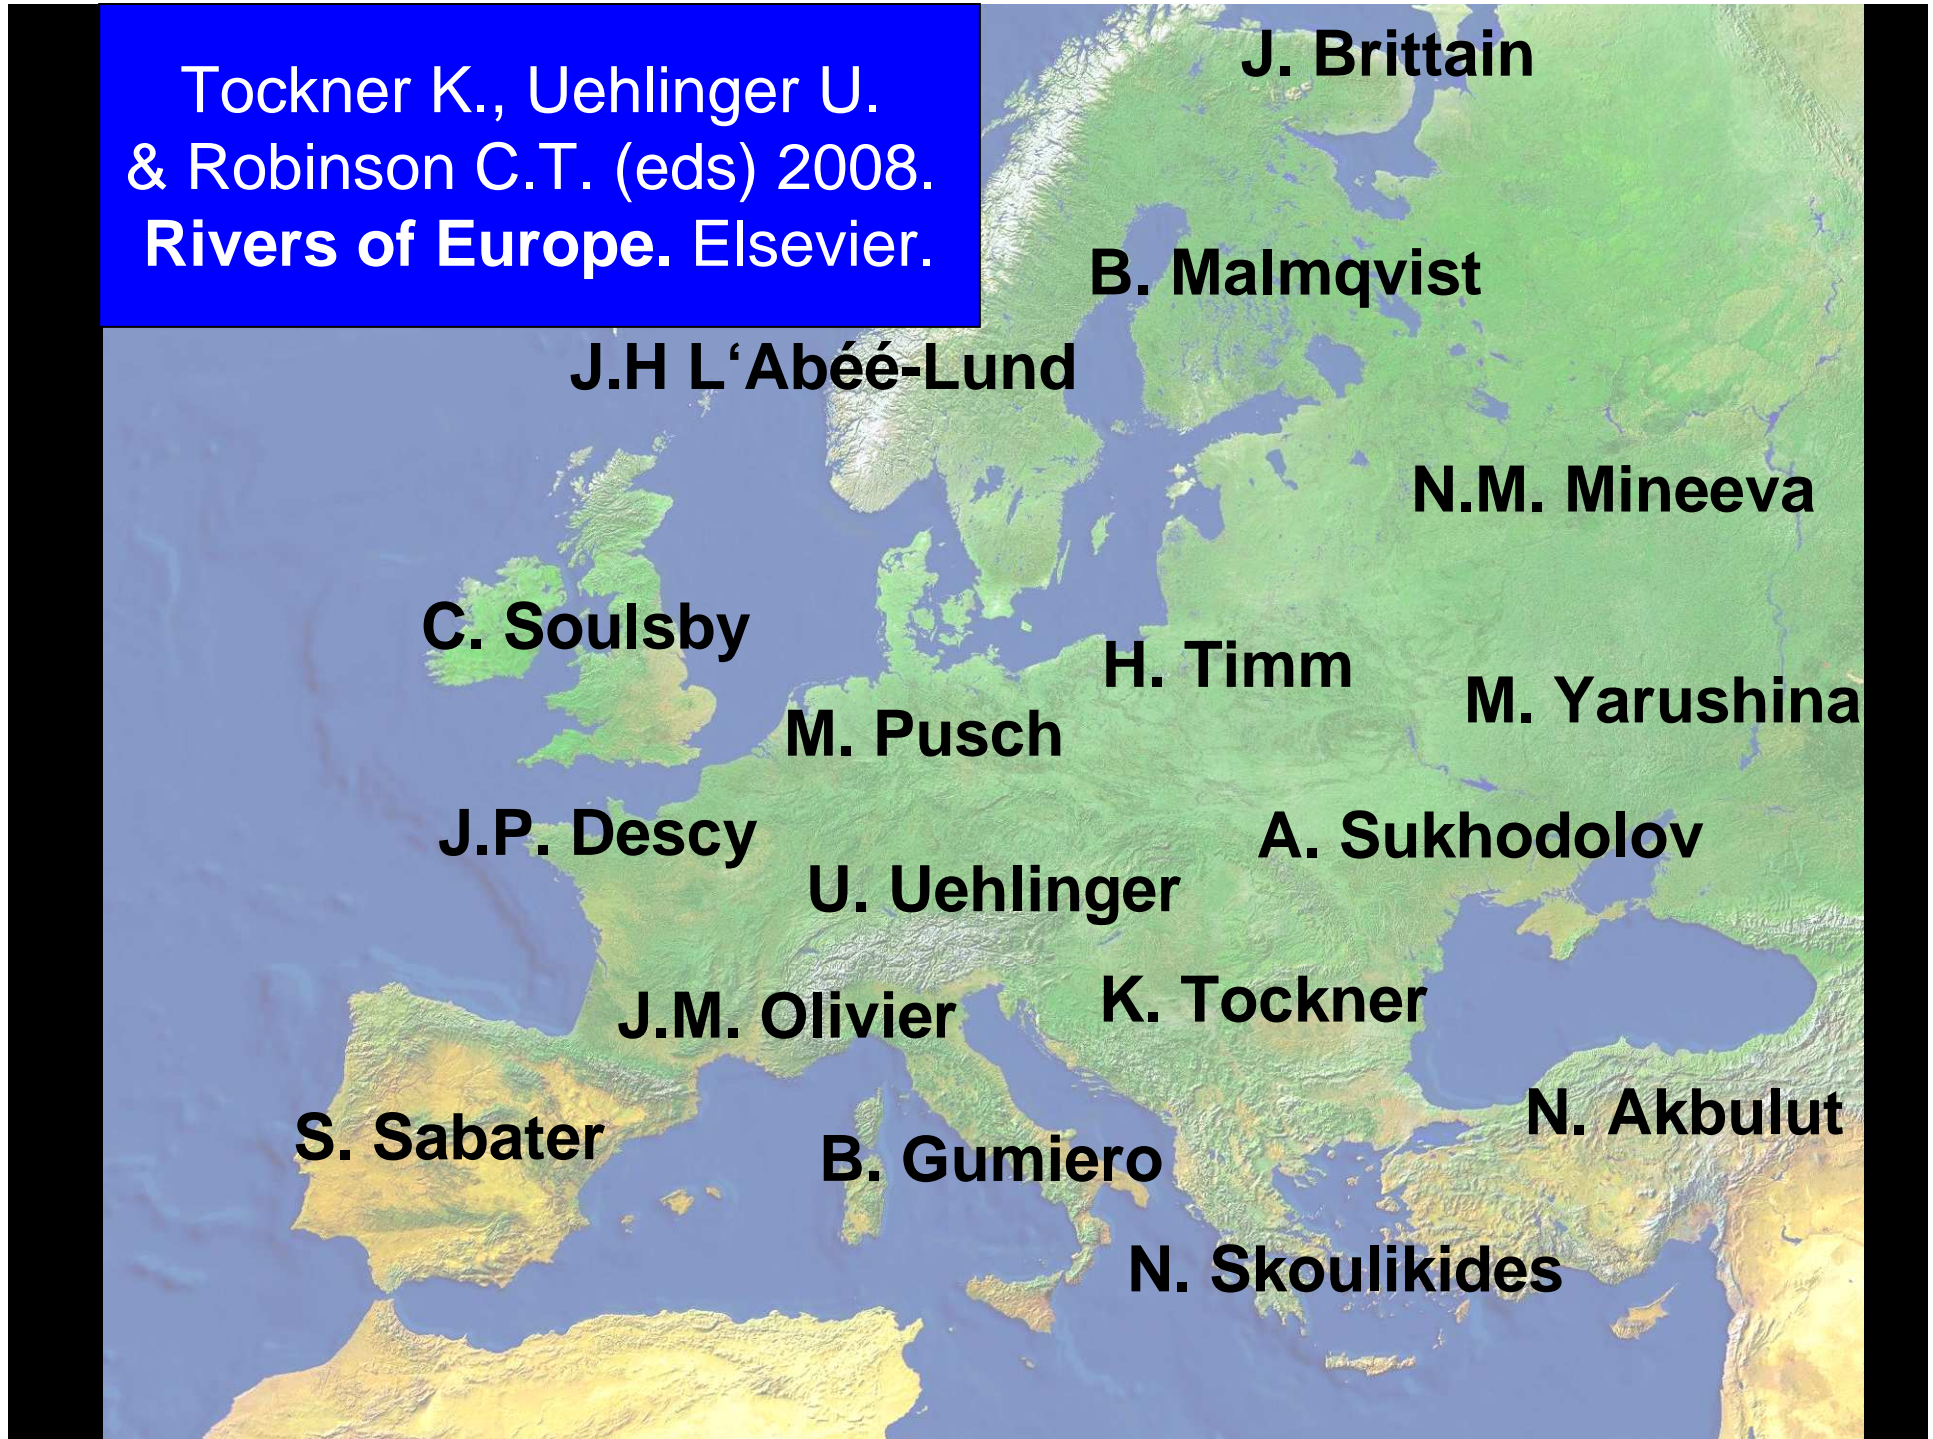 Tockner K., Uehlinger U.
& Robinson C.T. (eds) 2008.
Rivers of Europe. Elsevier.
J. Brittain
B. Malmqvist
J.H L‘Abéé-Lund
N.M. Mineeva
C. Soulsby
H. Timm
M. Yarushina
M. Pusch
J.P. Descy
A. Sukhodolov
U. Uehlinger
K. Tockner
J.M. Olivier
N. Akbulut
S. Sabater
B. Gumiero
N. Skoulikides